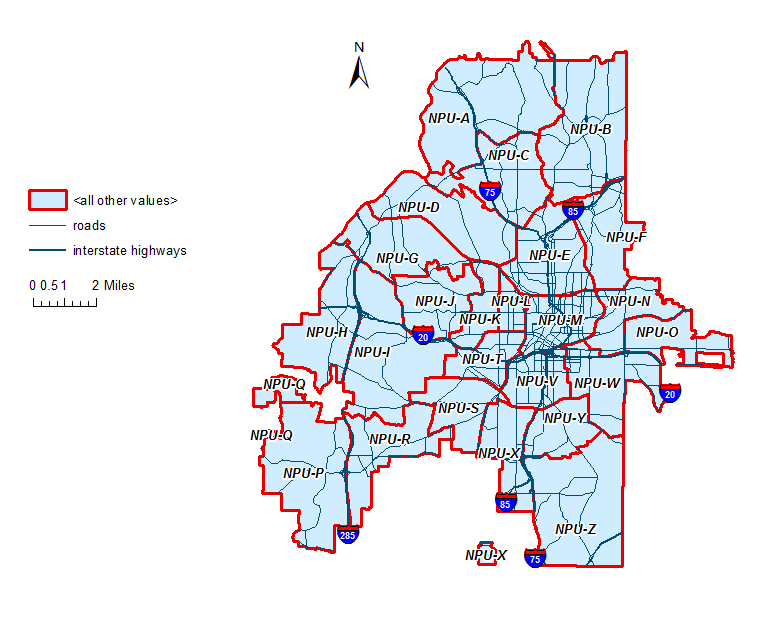 N
NPU-A
NPU-B
NPU-C
75
<all other values>
NPU-D
85
roads
NPU-F
interstate highways
NPU-G
NPU-E
0 0.5 1 2 Miles
NPU-J
NPU-L
NPU-N
NPU-K
NPU-M
NPU-H
20
NPU-O
NPU-I
NPU-T
NPU-Q
NPU-V
NPU-W
20
NPU-S
NPU-Y
NPU-Q
NPU-R
NPU-X
NPU-P
85
NPU-Z
285
NPU-X
75